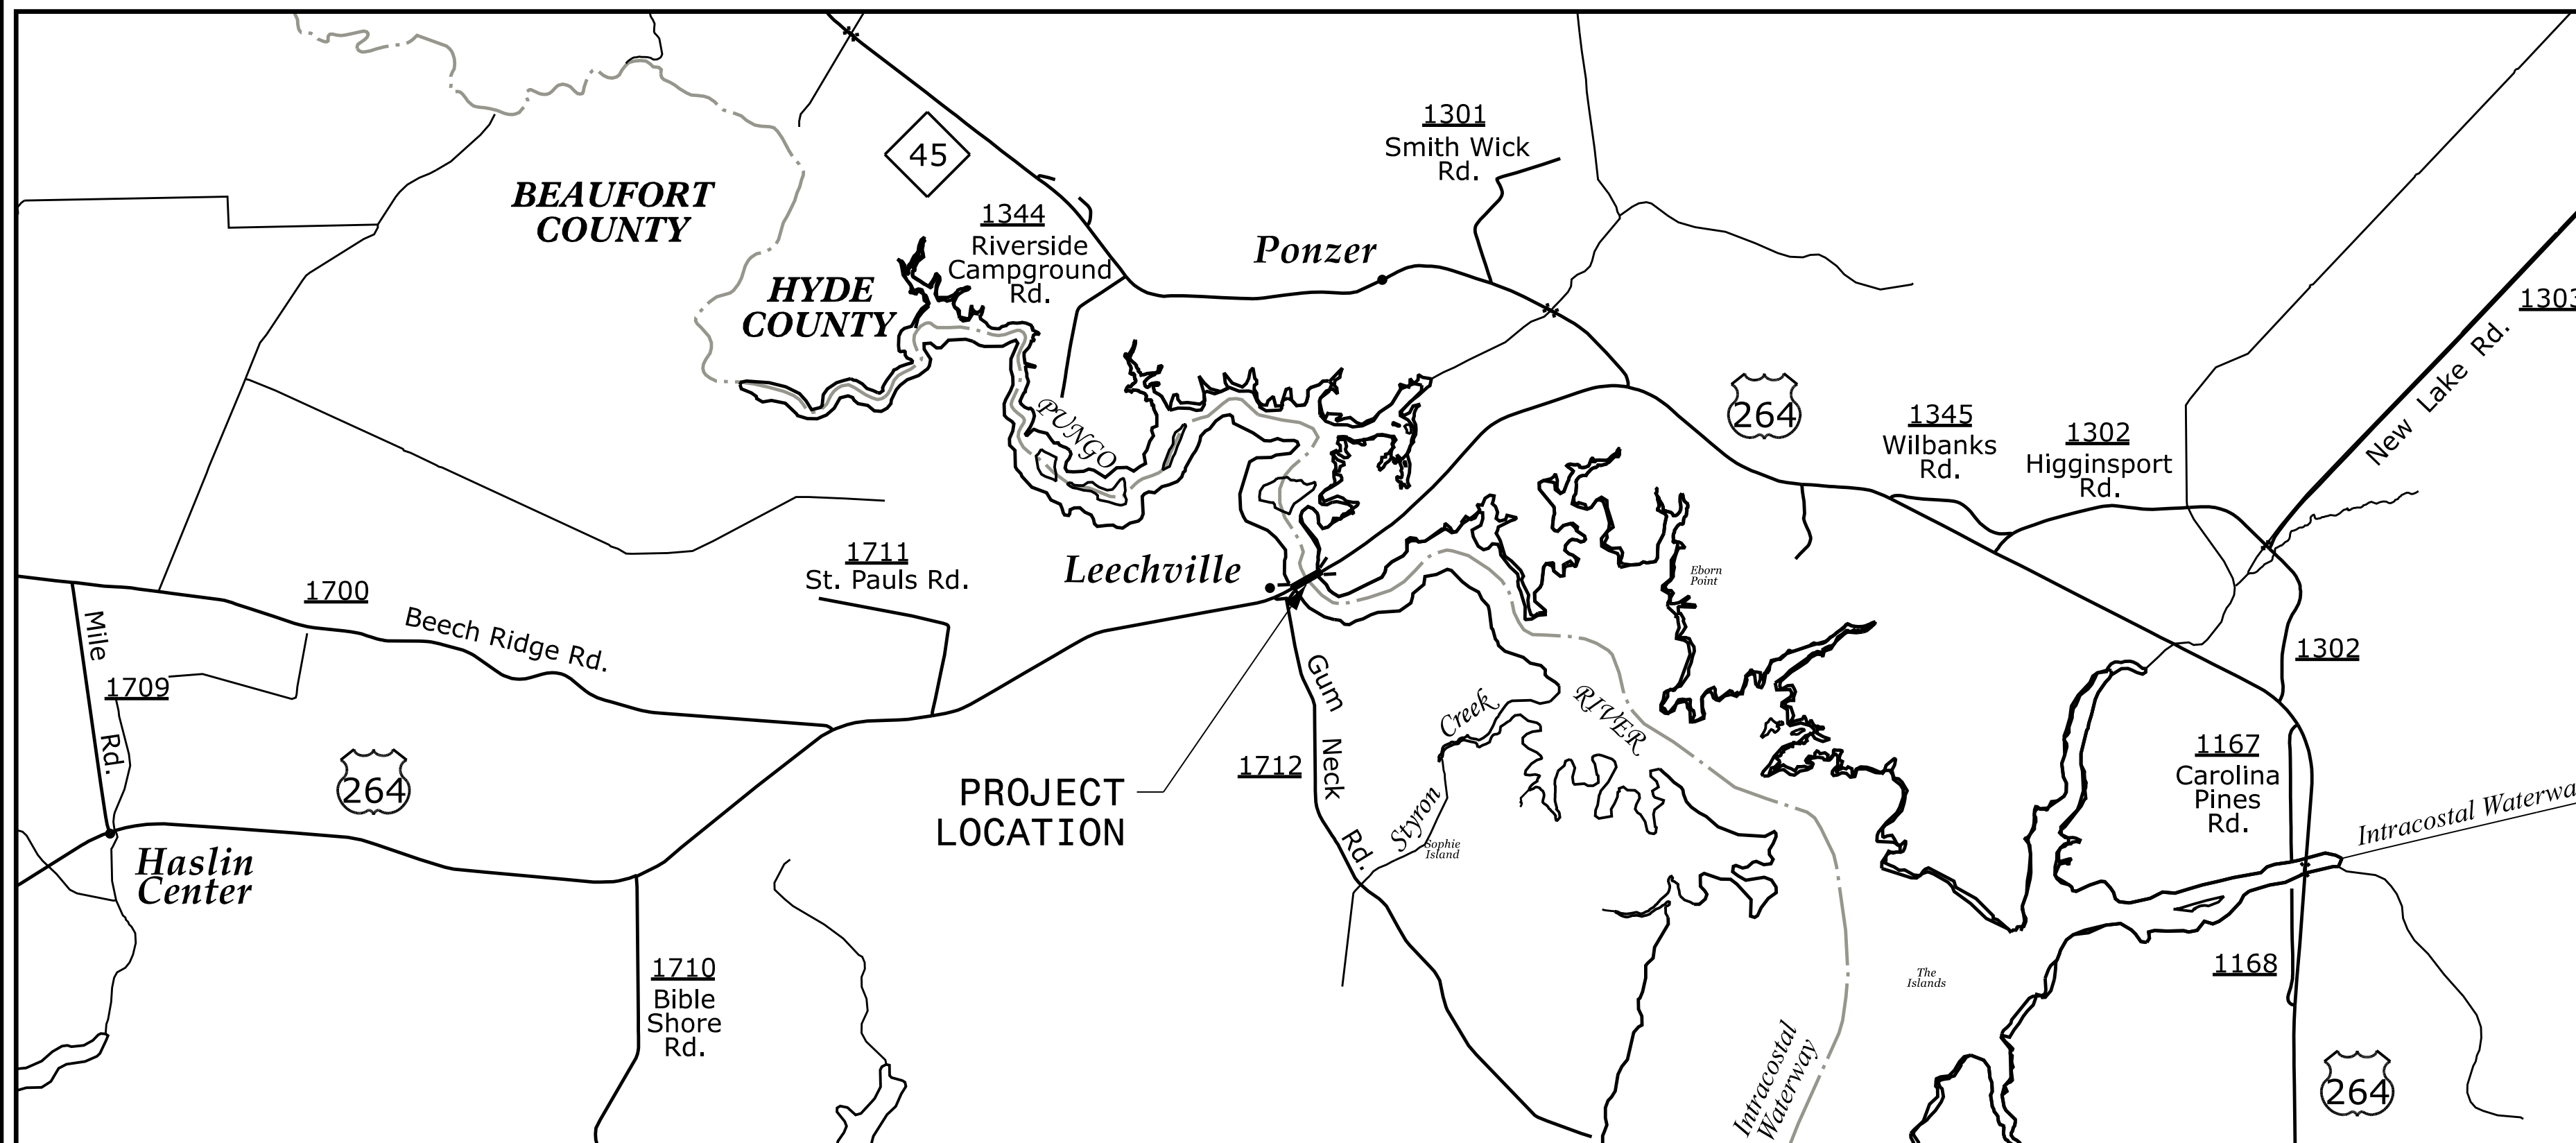 1301
Smith Wick
Rd.
45
BEAUFORT
COUNTY
1344
Riverside
Campground
Rd.
Ponzer
HYDE
COUNTY
1303
New Lake Rd.
264
1345
Wilbanks
Rd.
1302
Higginsport
Rd.
PUNGO
1711
St. Pauls Rd.
Leechville
Eborn
Point
1700
Beech Ridge Rd.
Mile
Rd.
1709
1302
Gum
Neck
Rd.
Creek
Styron
RIVER
1712
Sophie
Island
1167
Carolina
Pines
Rd.
264
PROJECT
LOCATION
Intracostal Waterwa
Haslin
Center
1710
Bible
Shore
Rd.
1168
The
Islands
Intracostal
Waterway
264